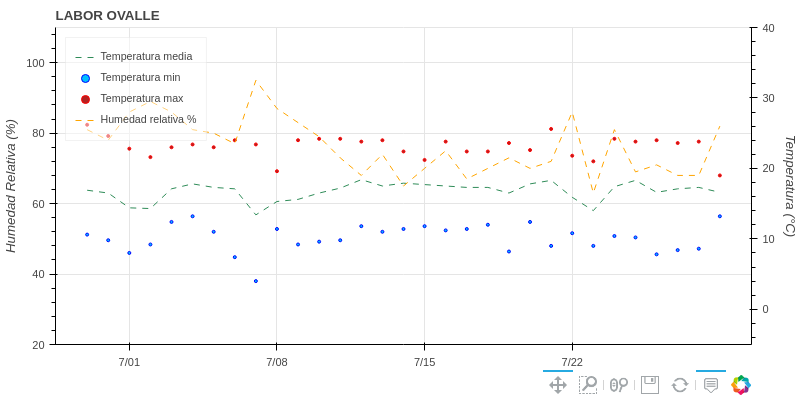 LABOR OVALLE
Temperatura media
Temperatura min
Temperatura max
Humedad relativa %
Humedad Relativa (%)
100
80
60
40
20
Temperatura (°C)
40
30
20
10
0
7/01
7/08
7/15
7/22